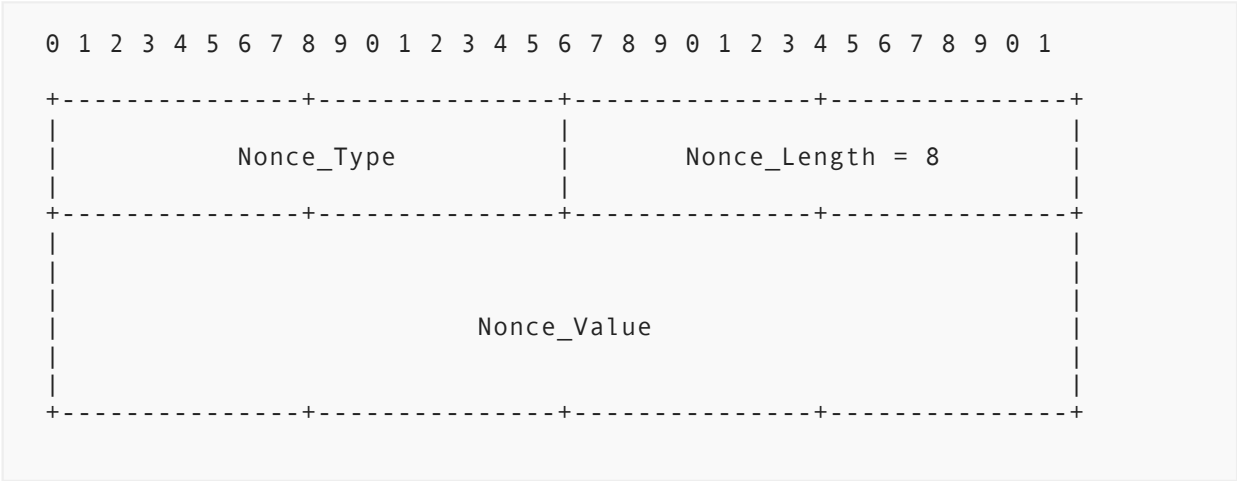 0 1 2 3 4 5 6 7 8 9 0 1 2 3 4 5 6 7 8 9 0 1 2 3 4 5 6 7 8 9 0 1
+---------------+---------------+---------------+---------------+
|                               |                               |
|           Nonce_Type          |       Nonce_Length = 8        |
|                               |                               |
+---------------+---------------+---------------+---------------+
|                                                               |
|                                                               |
|                                                               |
|                          Nonce_Value                          |
|                                                               |
|                                                               |
+---------------+---------------+---------------+---------------+